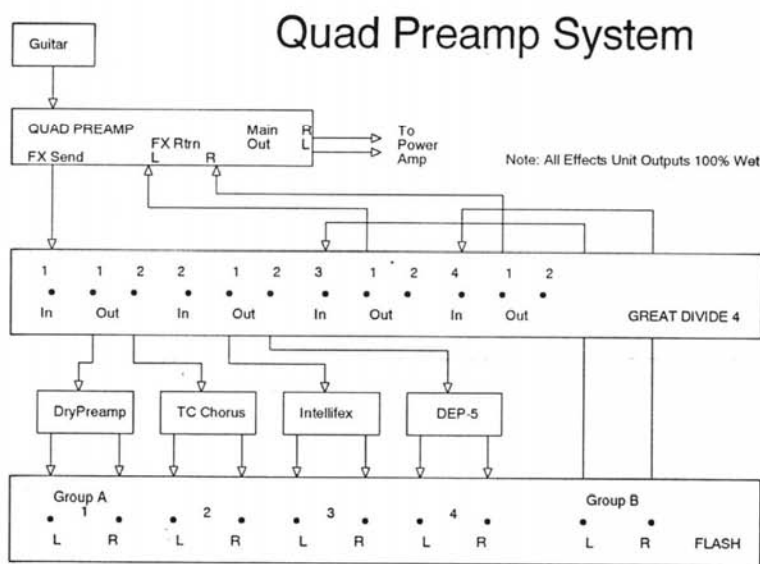 Quad Preamp System
Guitar
QUAD PREAMP
FX Send
FX Rtrn
L R
Main R
Out L
To
Power
Amp
Note: All Effects Unit Outputs 100% Wet
1 1 2 2 1 2 3 1 2 4 1 2
In Out In Out In Out In Out
GREAT DIVIDE 4
DryPreamp TC Chorus Intellifex DEP-5
Group A Group B
1 2 3 4
L R L R L R L R L R FLASH